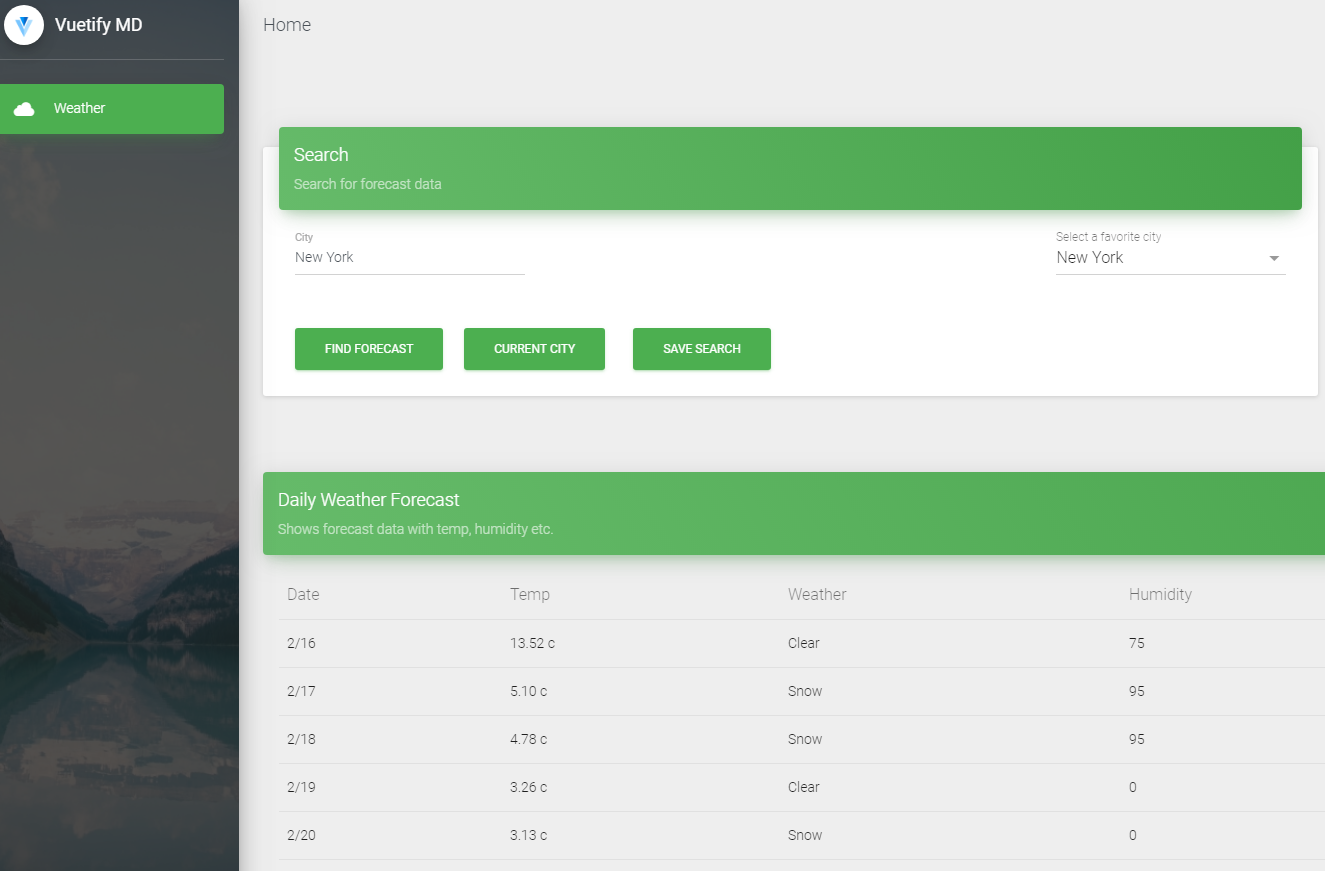 Vuetify MD
Home
Weather
Search
Search for forecast data
City
New York
Select a favorite city
New York
FIND FORECAST CURRENT CITY SAVE SEARCH
Daily Weather Forecast
Shows forecast data with temp, humidity etc.
Date Temp Weather Humidity
2/16 13.52 c Clear 75
2/17 5.10 c Snow 95
2/18 4.78 c Snow 95
2/19 3.26 c Clear 0
2/20 3.13 c Snow 0